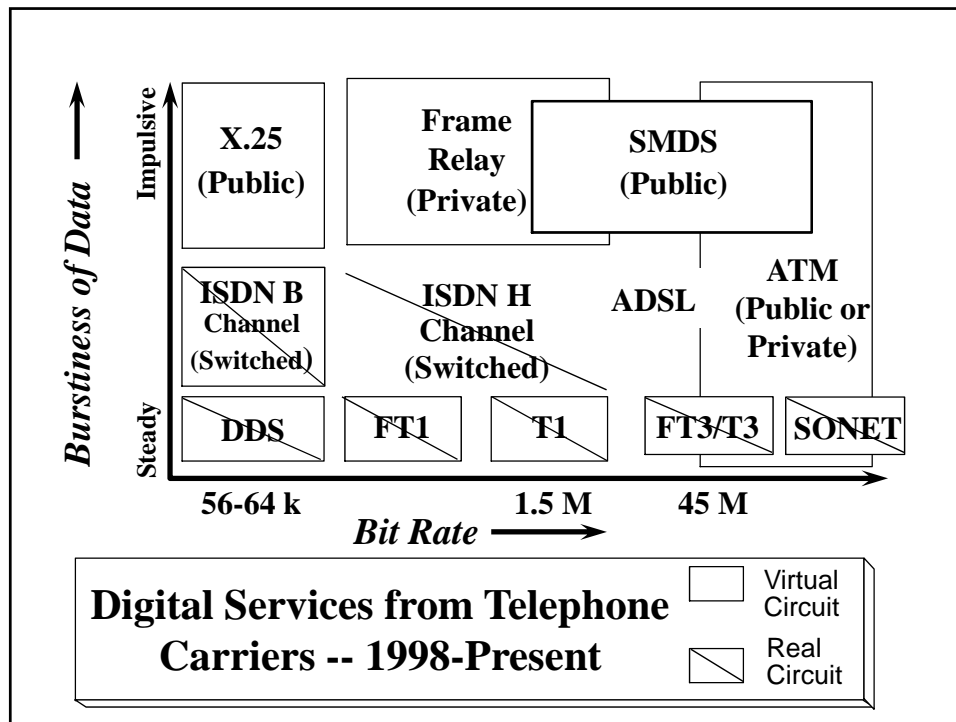 Burstiness of Data
Impulsive
Steady
X.25
(Public)
Frame
Relay
(Private)
SMDS
(Public)
ISDN B
Channel
(Switched)
ISDN H
Channel
(Switched)
ADSL
ATM
(Public or
Private)
DDS
FT1
T1
FT3/T3
SONET
56-64 k
1.5 M
45 M
Bit Rate
Digital Services from Telephone
Carriers -- 1998-Present
Virtual
Circuit
Real
Circuit